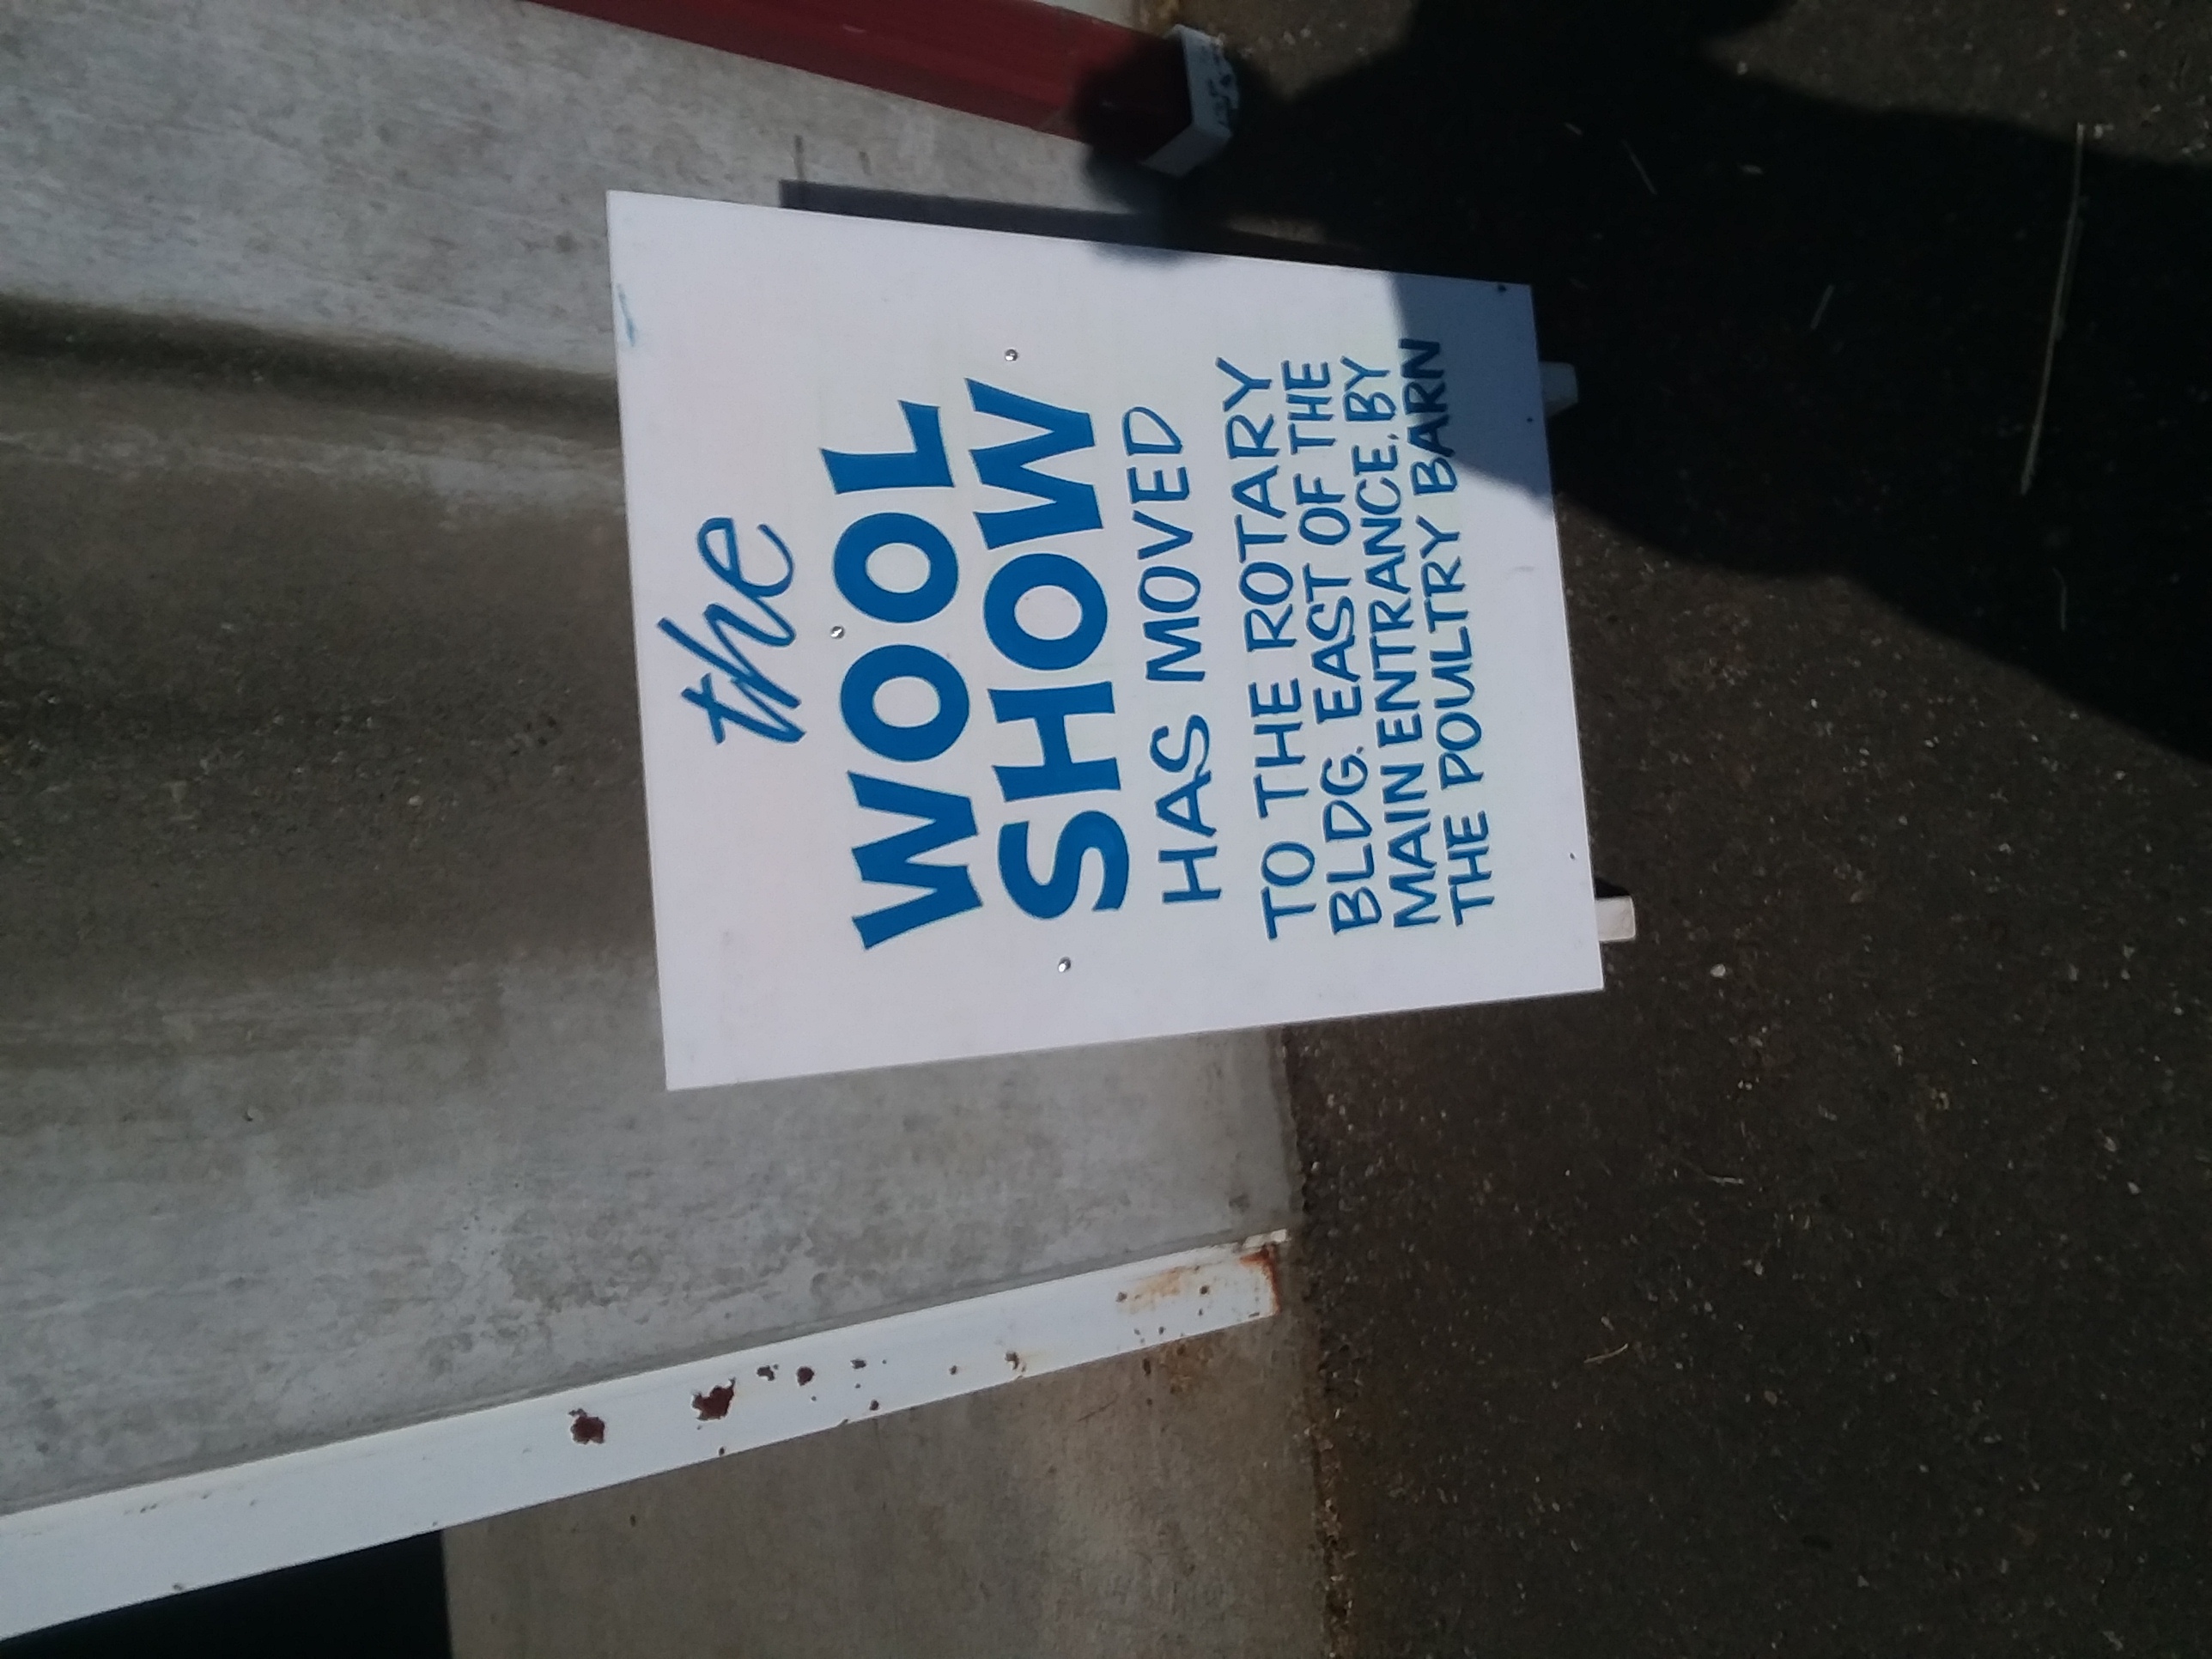 the
WOOL
SHOW
HAS MOVED
TO THE ROTARY
BLDG. EAST OF THE
MAIN ENTRANCE, BY
THE POULTRY BARN